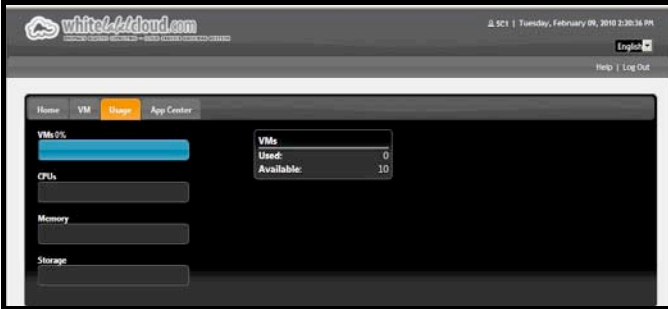 whitelabelcloud.com
SC1 | Tuesday, February 09, 2010 2:20:36 PM
English
Help | Log Out
Home VM Usage App Center
VMs 0%
CPUs
Memory
Storage
VMs
Used: 0
Available: 10